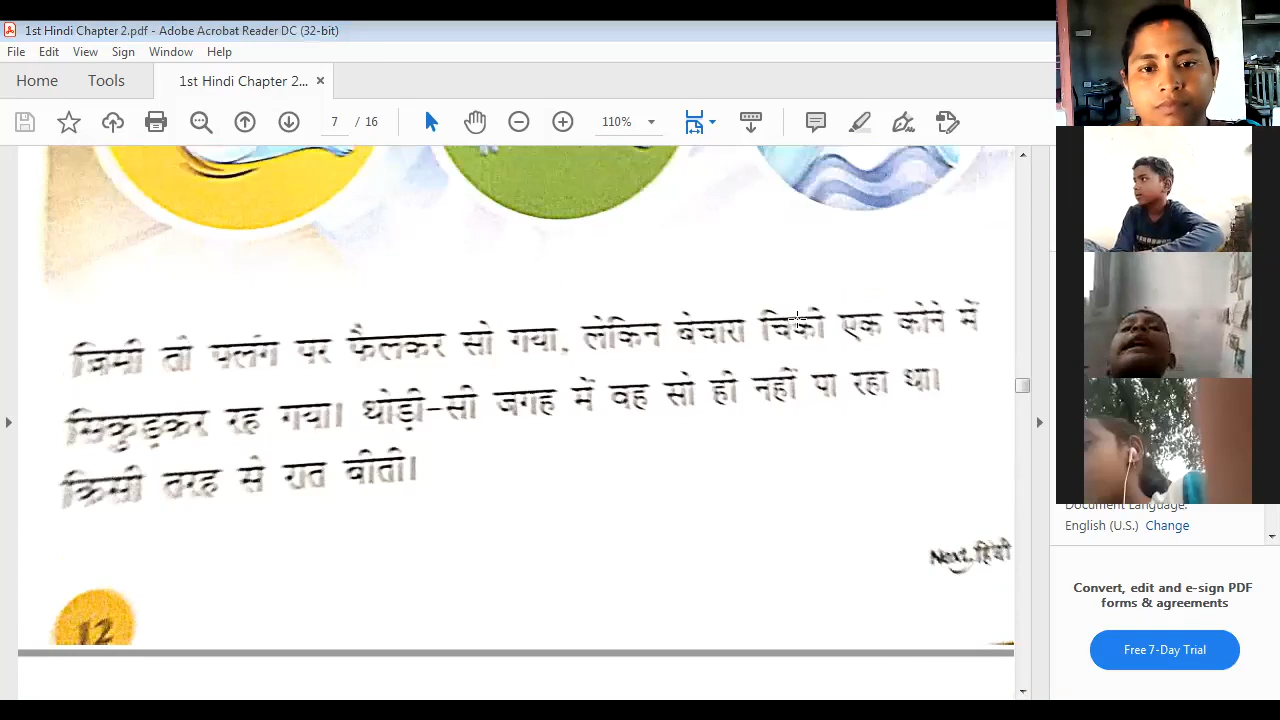 1st Hindi Chapter 2.pdf - Adobe Acrobat Reader DC (32-bit)
File Edit View Sign Window Help
Home Tools 1st Hindi Chapter 2... ×
7 / 16 110%
जिमी तो पलंग पर फैलकर सो गया, लेकिन बेचारा चिकी एक कोने में
सिकुड़कर रह गया। थोड़ी-सी जगह में वह सो ही नहीं पा रहा था।
किसी तरह से रात बीती।
Next हिंदी
12
Document Language:
English (U.S.) Change
Convert, edit and e-sign PDF
forms & agreements
Free 7-Day Trial